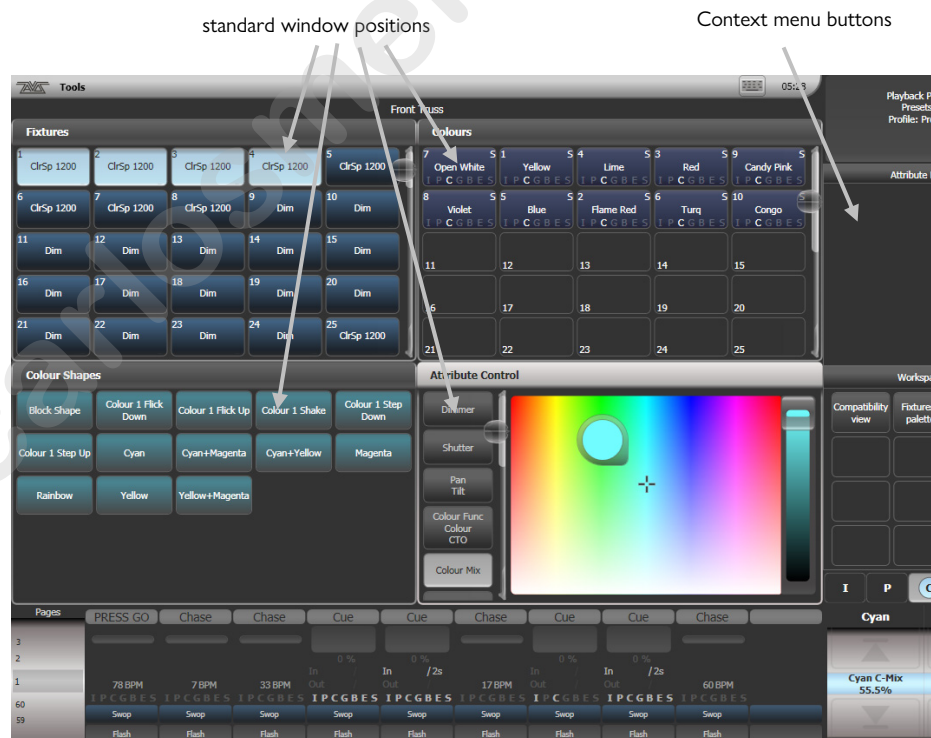 standard window positions
Context menu buttons
Tools
05:28
Front Truss
Playback P
Presets
Profile: Pr
Fixtures
1 ClrSp 1200
2 ClrSp 1200
3 ClrSp 1200
4 ClrSp 1200
5 ClrSp 1200
6 ClrSp 1200
7 ClrSp 1200
8 ClrSp 1200
9 Dim
10 Dim
11 Dim
12 Dim
13 Dim
14 Dim
15 Dim
16 Dim
17 Dim
18 Dim
19 Dim
20 Dim
21 Dim
22 Dim
23 Dim
24 Dim
25 ClrSp 1200
Colours
7 S Open White I P C G B E S
1 S Yellow I P C G B E S
4 S Lime I P C G B E S
3 S Red I P C G B E S
9 S Candy Pink I P C G B E S
8 S Violet I P C G B E S
5 S Blue I P C G B E S
2 S Flame Red I P C G B E S
6 S Turq I P C G B E S
10 S Congo I P C G B E S
11 12 13 14 15
16 17 18 19 20
21 22 23 24 25
Attribute
Colour Shapes
Block Shape
Colour 1 Flick Down
Colour 1 Flick Up
Colour 1 Shake
Colour 1 Step Down
Colour 1 Step Up
Cyan
Cyan+Magenta
Cyan+Yellow
Magenta
Rainbow
Yellow
Yellow+Magenta
Attribute Control
Dimmer
Shutter
Pan
Tilt
Colour Func
Colour
CTO
Colour Mix
Workspa
Compatibility view
Fixture
palett
I P C
Pages
3
2
1
60
59
PRESS GO Chase Chase Cue Cue Chase Cue Cue Chase
0 % 0 % 0 % 0 %
In In / 2s In In / 2s
78 BPM 7 BPM 33 BPM Out Out 17 BPM Out Out 60 BPM
I P C G B E S I P C G B E S I P C G B E S I P C G B E S I P C G B E S I P C G B E S I P C G B E S I P C G B E S I P C G B E S
Swop Swop Swop Swop Swop Swop Swop Swop Swop
Flash Flash Flash Flash Flash Flash Flash Flash Flash
Cyan
Cyan C-Mix
55.5%